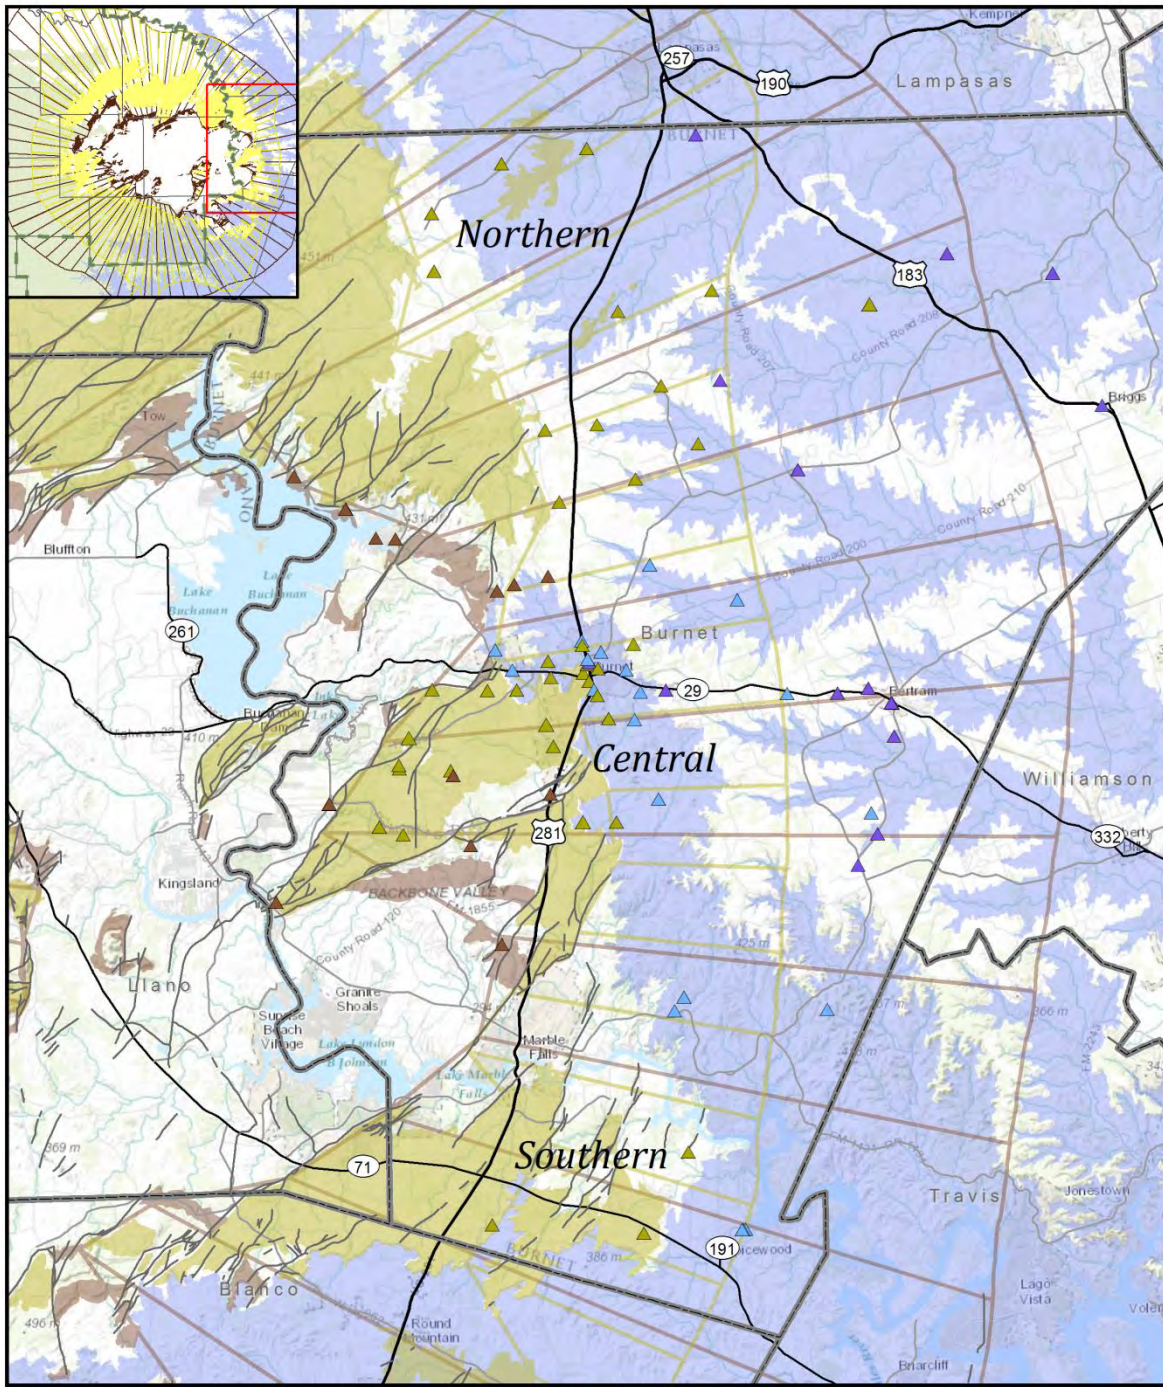 Kempner
257
190
Lampasas
BURNET
451 m
Northern
183
County Road 207
County Road 208
441 m
Tow
BURNET
Briggs
431 m
County Road 210
Bluffton
County Road 200
Lake
Buchanan
Lake
Buchanan
261
Burnet
29
Bertram
Buchanan
Dam
410 m
Central
Williamson
281
332
Kingsland
BACKBONE VALLEY
FM 1855
County Road 120
425 m
Llano
Granite
Shoals
294 m
Sunrise
Beach
Village
366 m
Marble
Falls
Lake Lyndon
B Johnson
Lake Marble
Falls
FM 2243
369 m
Southern
71
Travis
Jonestown
BURNET
386 m
191
Blanco
Lago
Vista
496 m
Round
Mountain
Briarcliff